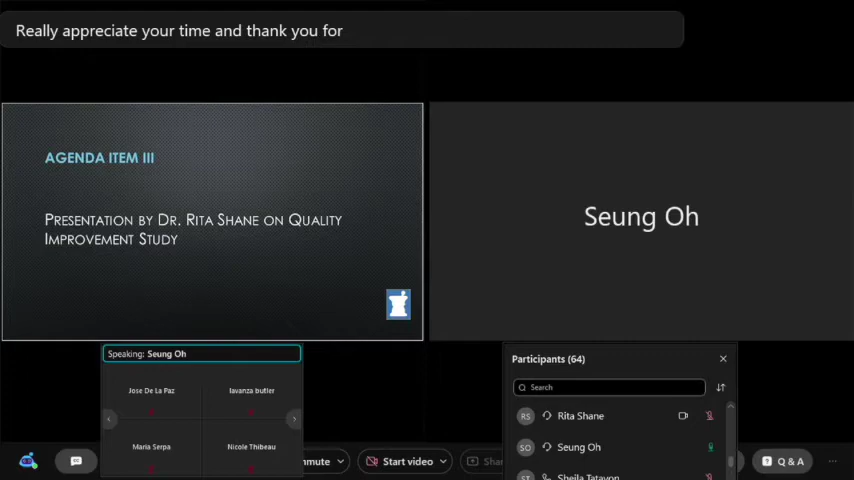 Really appreciate your time and thank you for
AGENDA ITEM III
PRESENTATION BY DR. RITA SHANE ON QUALITY
IMPROVEMENT STUDY
Seung Oh
Speaking: Seung Oh
Jose De La Paz
lavanza butler
Maria Serpa
Nicole Thibeau
Participants (64)
Search
RS Rita Shane
SO Seung Oh
ST
mute
Start video
Shar
Q & A